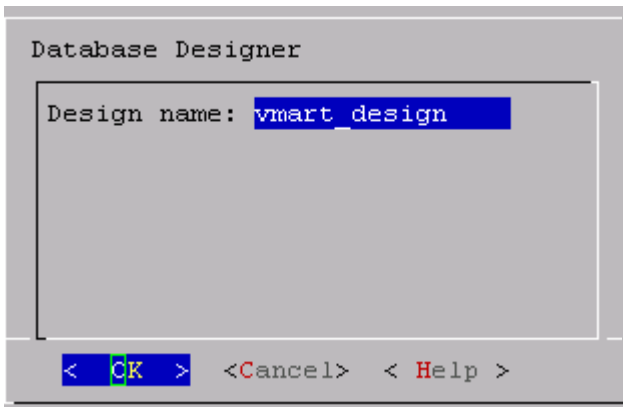 Database Designer
Design name: vmart_design
< OK > <Cancel> < Help >